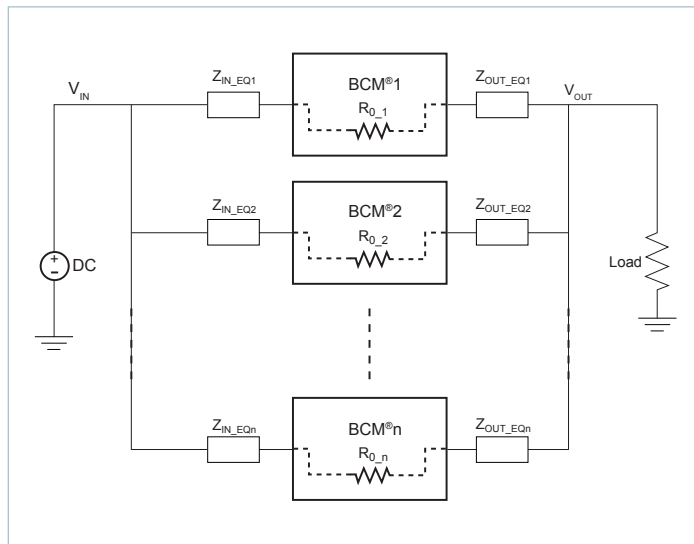 V_IN
Z_IN_EQ1
BCM®1
R_0_1
Z_OUT_EQ1
V_OUT
Z_IN_EQ2
BCM®2
R_0_2
Z_OUT_EQ2
+
DC
Load
Z_IN_EQn
BCM®n
R_0_n
Z_OUT_EQn